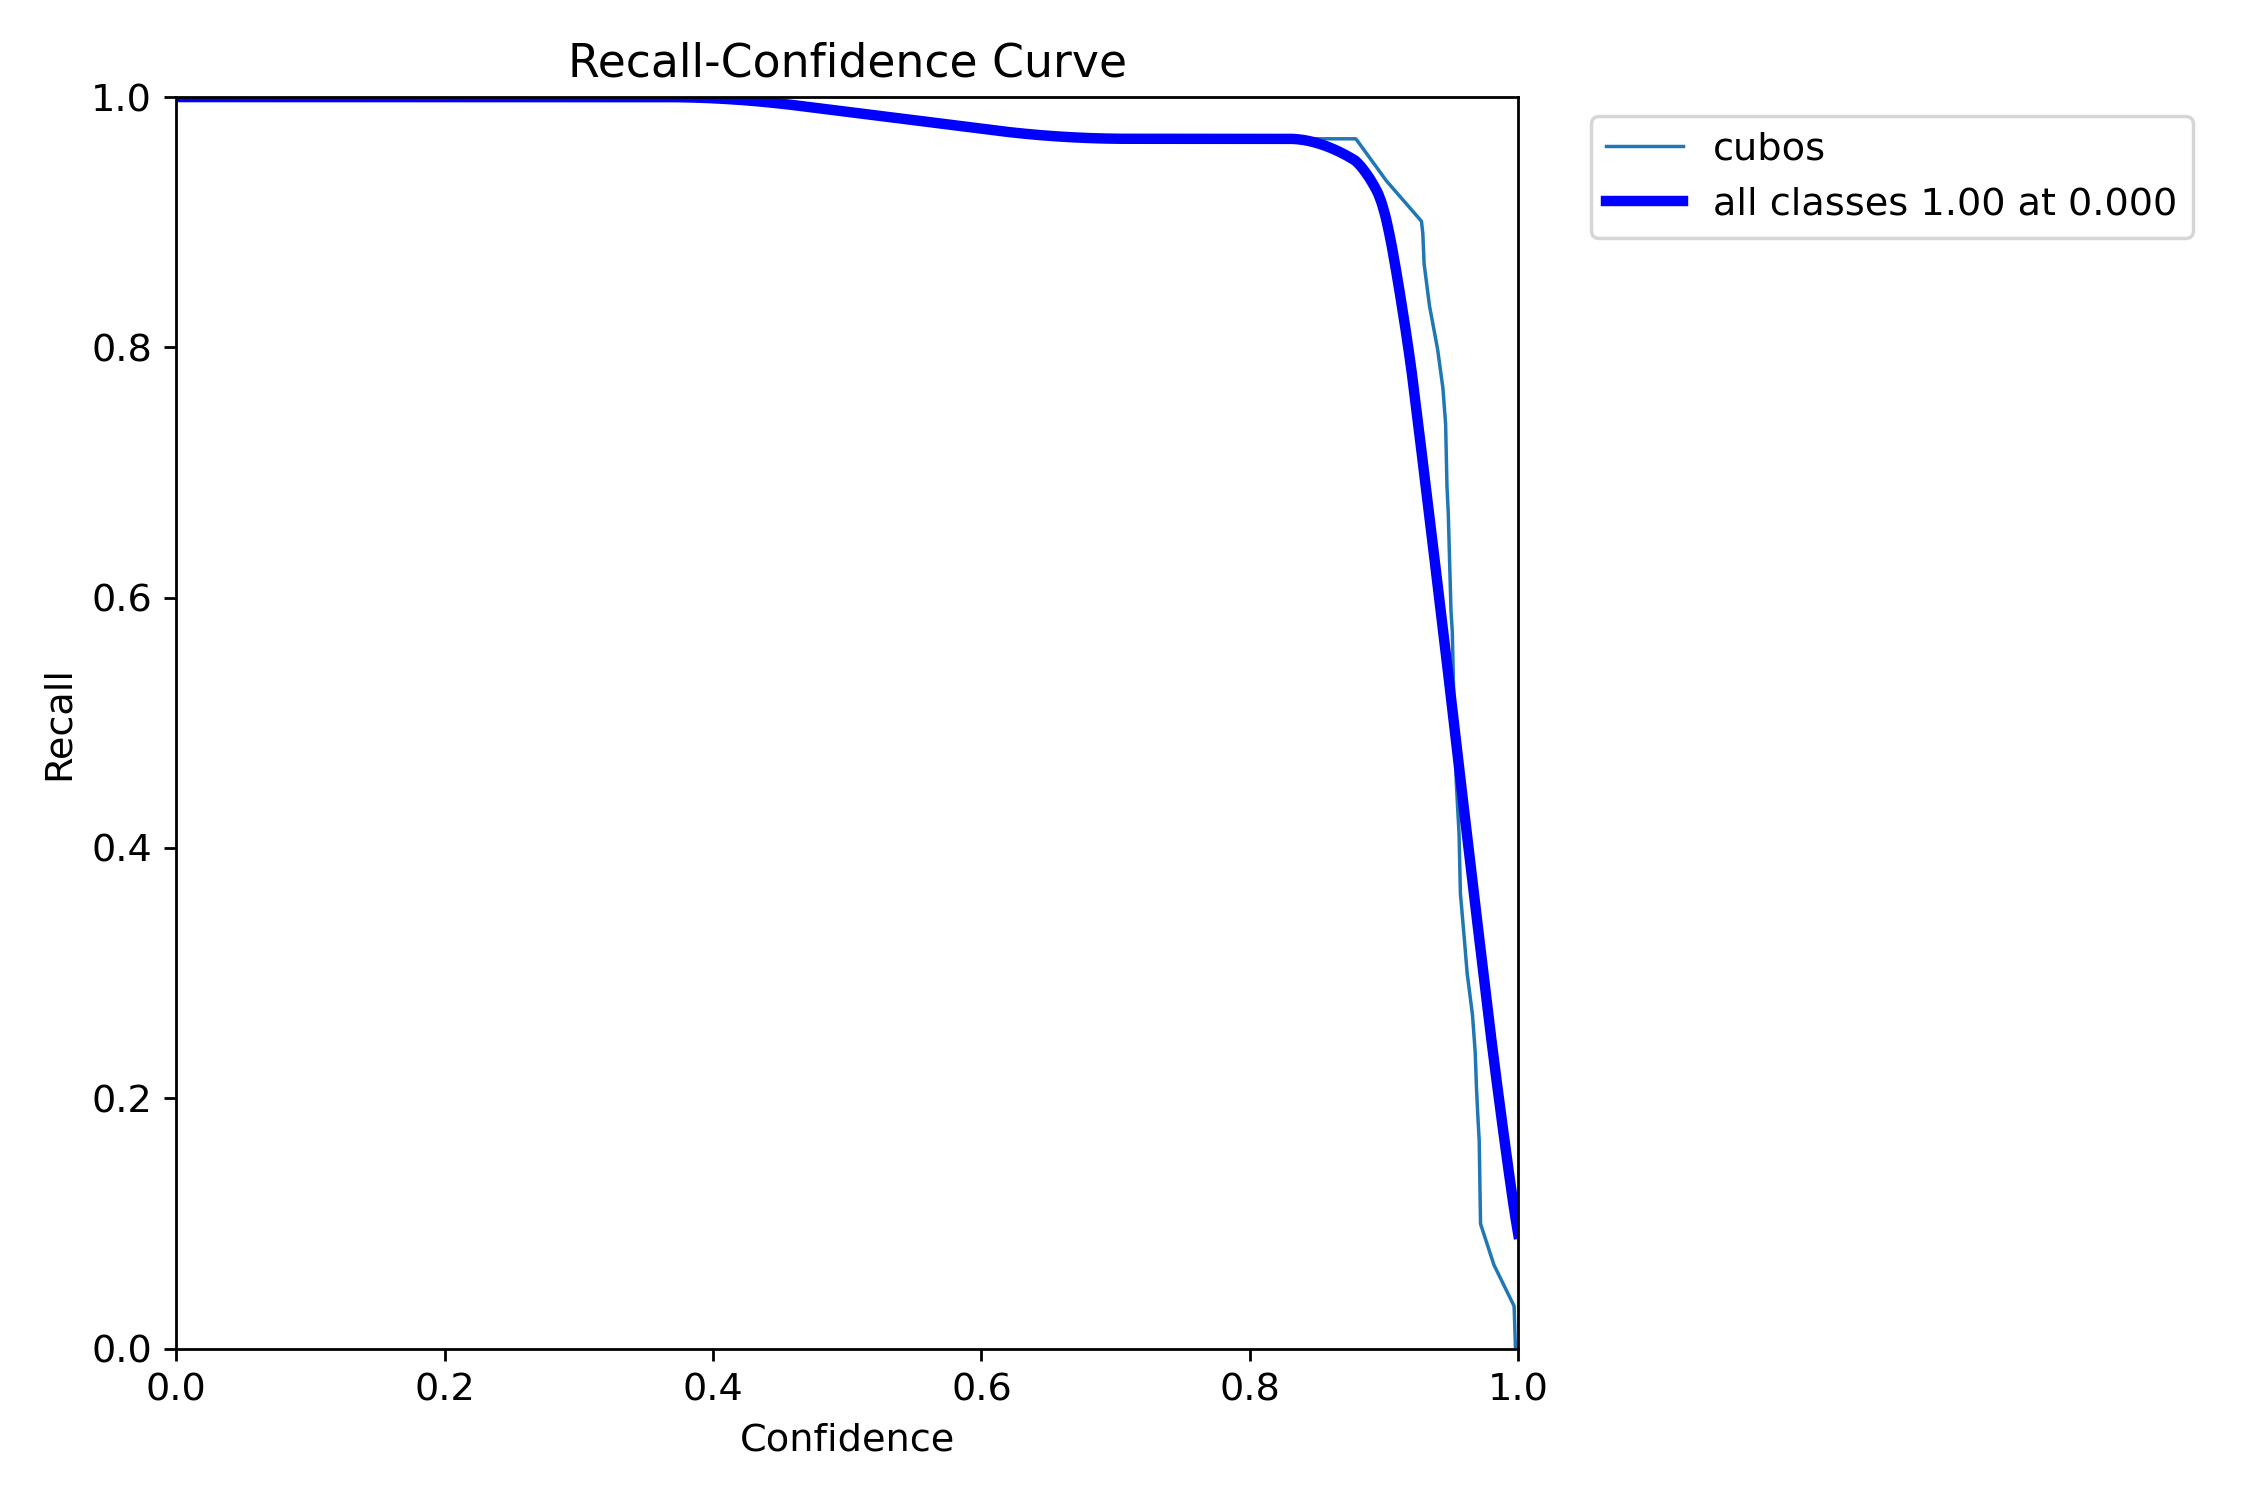 Recall-Confidence Curve
1.0
0.8
0.6
0.4
0.2
0.0
Recall
0.0 0.2 0.4 0.6 0.8 1.0
Confidence
cubos
all classes 1.00 at 0.000